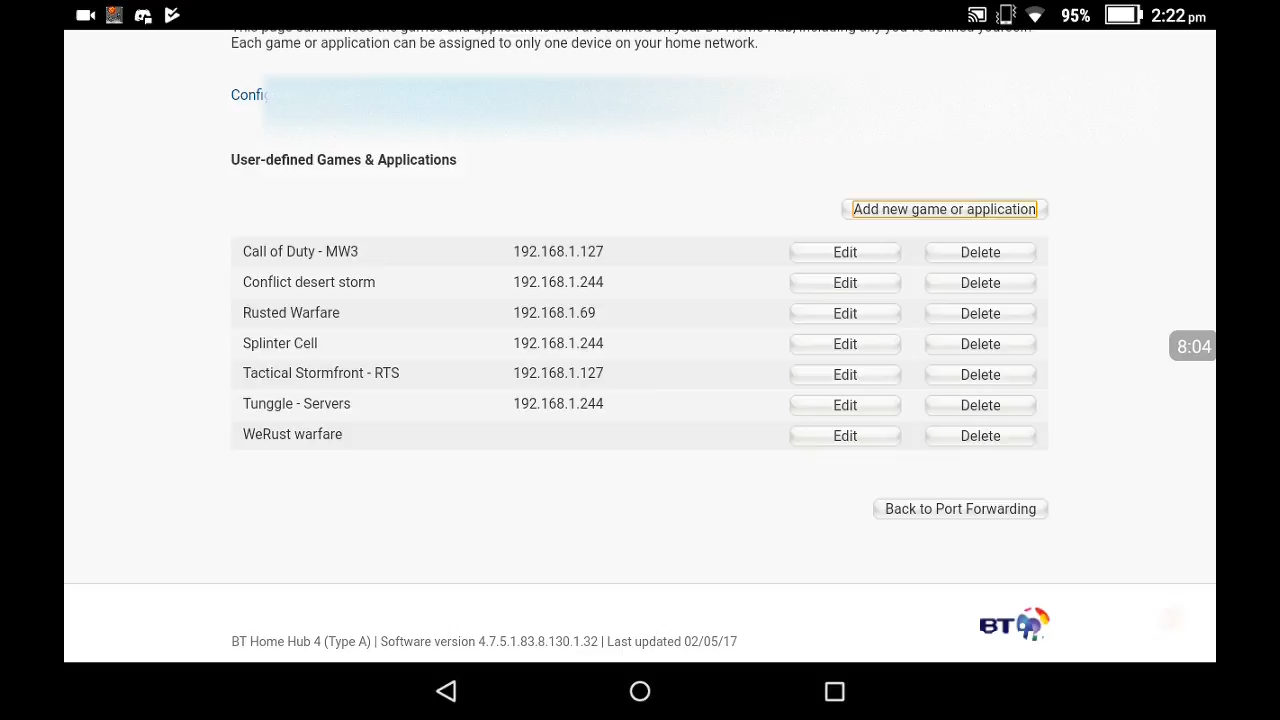 95% 2:22 pm
Each game or application can be assigned to only one device on your home network.
User-defined Games & Applications
Add new game or application
Call of Duty - MW3 192.168.1.127 Edit Delete
Conflict desert storm 192.168.1.244 Edit Delete
Rusted Warfare 192.168.1.69 Edit Delete
8:04
Splinter Cell 192.168.1.244 Edit Delete
Tactical Stormfront - RTS 192.168.1.127 Edit Delete
Tunggle - Servers 192.168.1.244 Edit Delete
WeRust warfare Edit Delete
Back to Port Forwarding
BT
BT Home Hub 4 (Type A) | Software version 4.7.5.1.83.8.130.1.32 | Last updated 02/05/17